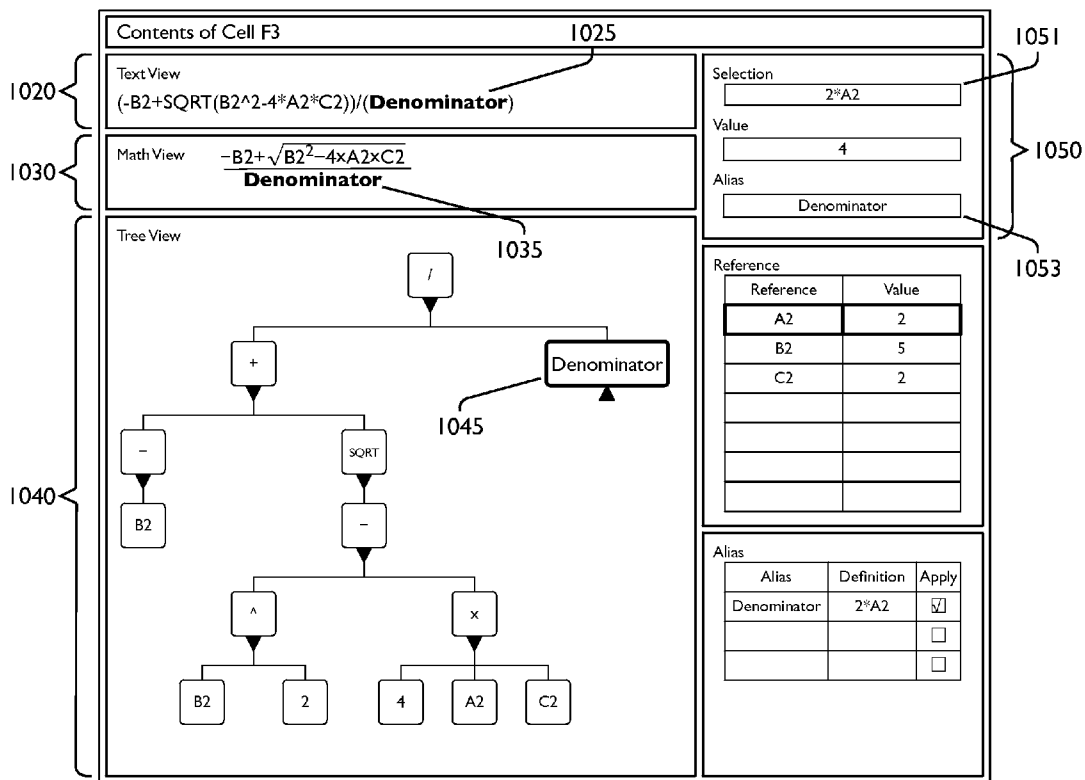 Contents of Cell F3
1025
1051
1020
Text View
(-B2+SQRT(B2^2-4*A2*C2))/(Denominator)
Selection
2*A2
Value
4
1050
1030
Math View
−B2+√B2²−4xA2xC2
Denominator
Alias
Denominator
1035
1053
1040
Tree View
/
+
Denominator
1045
−
SQRT
B2
−
^
x
B2
2
4
A2
C2
Reference
Reference Value
A2 2
B2 5
C2 2
Alias
Alias Definition Apply
Denominator 2*A2 √